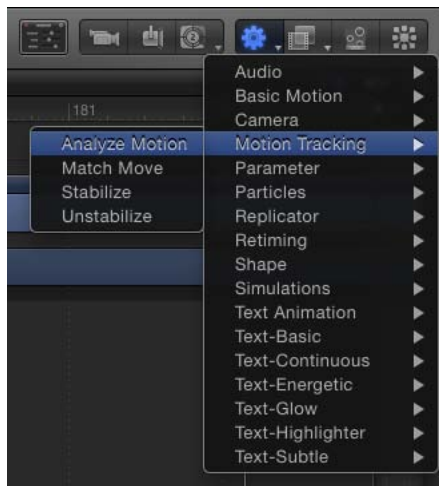 181
Audio
Basic Motion
Camera
Motion Tracking
Parameter
Particles
Replicator
Retiming
Shape
Simulations
Text Animation
Text-Basic
Text-Continuous
Text-Energetic
Text-Glow
Text-Highlighter
Text-Subtle
Analyze Motion
Match Move
Stabilize
Unstabilize